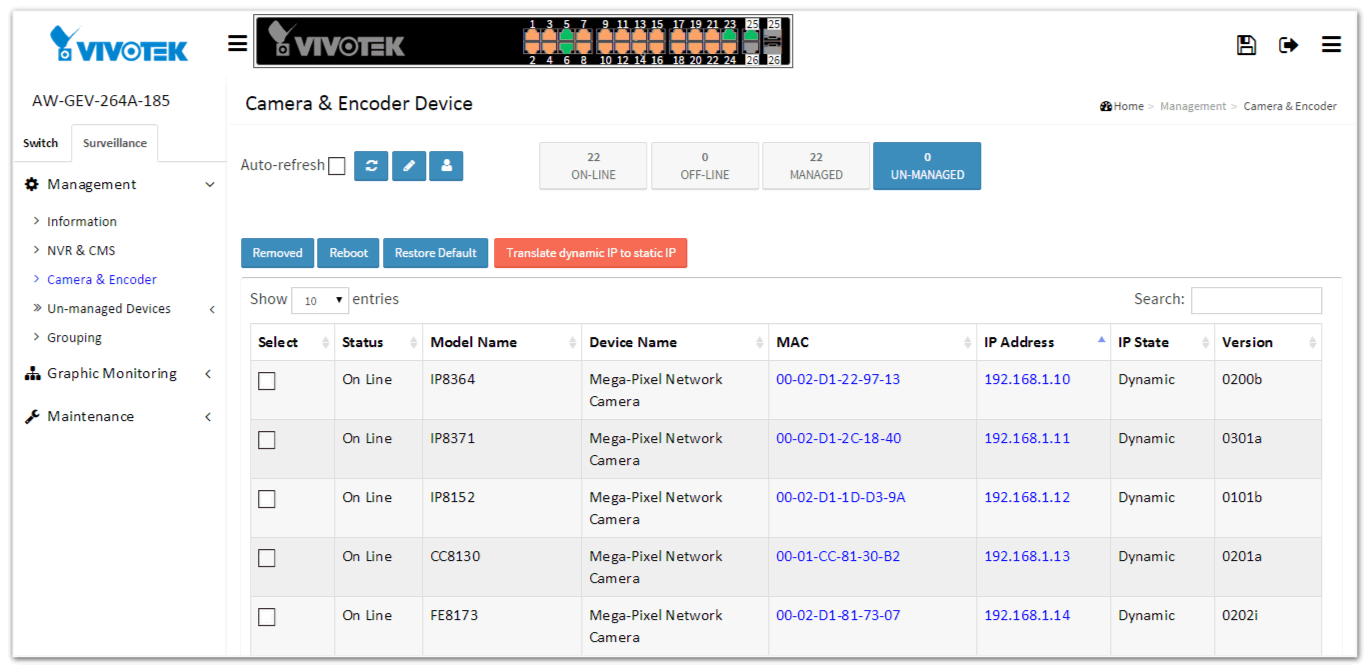 VIVOTEK
VIVOTEK
1 3 5 7 9 11 13 15 17 19 21 23 25 25
2 4 6 8 10 12 14 16 18 20 22 24 26 26
AW-GEV-264A-185
Switch Surveillance
Management
Information
NVR & CMS
Camera & Encoder
Un-managed Devices
Grouping
Graphic Monitoring
Maintenance
Camera & Encoder Device
Home > Management > Camera & Encoder
Auto-refresh
22 0 22 0
ON-LINE OFF-LINE MANAGED UN-MANAGED
Removed Reboot Restore Default Translate dynamic IP to static IP
Show 10 entries Search:
Select Status Model Name Device Name MAC IP Address IP State Version
On Line IP8364 Mega-Pixel Network 00-02-D1-22-97-13 192.168.1.10 Dynamic 0200b
Camera
On Line IP8371 Mega-Pixel Network 00-02-D1-2C-18-40 192.168.1.11 Dynamic 0301a
Camera
On Line IP8152 Mega-Pixel Network 00-02-D1-1D-D3-9A 192.168.1.12 Dynamic 0101b
Camera
On Line CC8130 Mega-Pixel Network 00-01-CC-81-30-B2 192.168.1.13 Dynamic 0201a
Camera
On Line FE8173 Mega-Pixel Network 00-02-D1-81-73-07 192.168.1.14 Dynamic 0202i
Camera